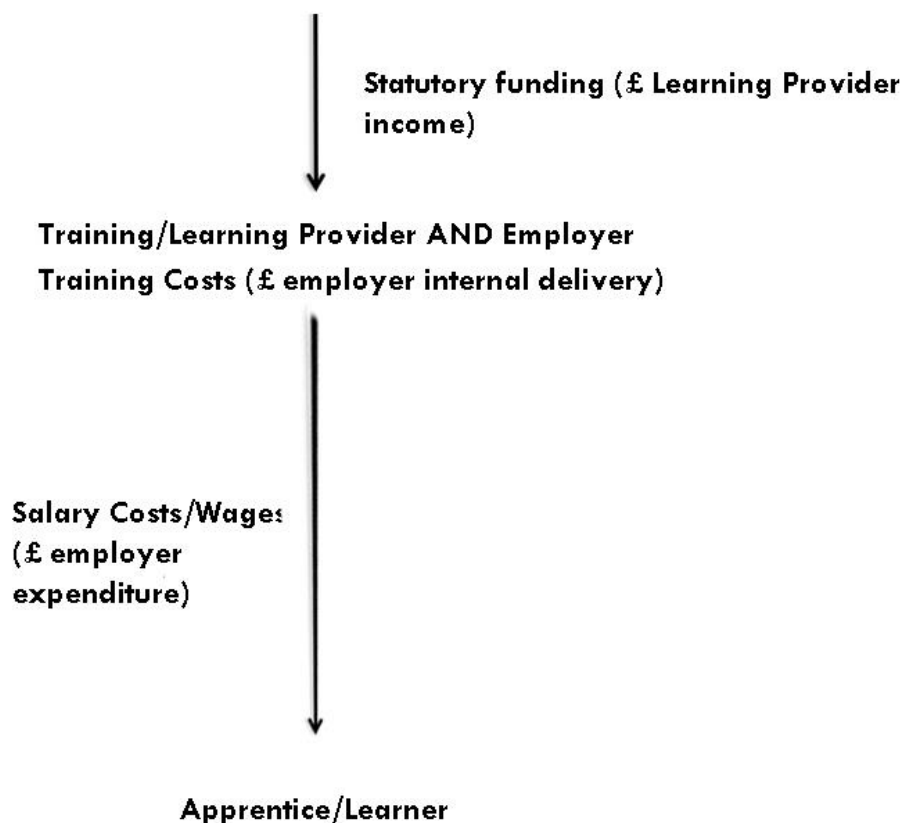 Statutory funding (£ Learning Provider
income)
Training/Learning Provider AND Employer
Training Costs (£ employer internal delivery)
Salary Costs/Wages
(£ employer
expenditure)
Apprentice/Learner